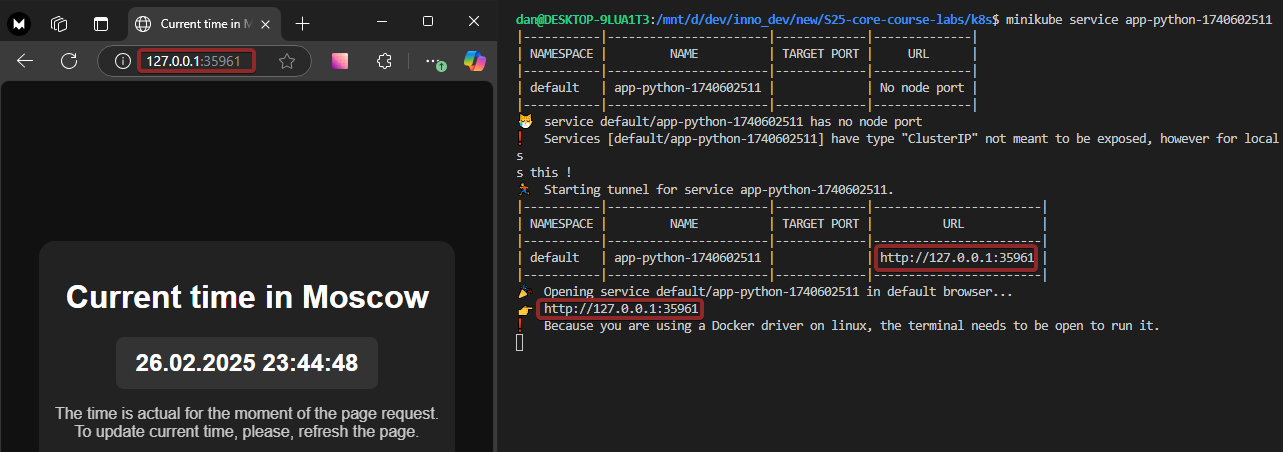 Current time in M
127.0.0.1:35961
Current time in Moscow
26.02.2025 23:44:48
The time is actual for the moment of the page request.
To update current time, please, refresh the page.
dan@DESKTOP-9LUA1T3:/mnt/d/dev/inno_dev/new/S25-core-course-labs/k8s$ minikube service app-python-1740602511
|-----------|-----------------------|-------------|--------------|
| NAMESPACE | NAME | TARGET PORT | URL |
|-----------|-----------------------|-------------|--------------|
| default | app-python-1740602511 | | No node port |
|-----------|-----------------------|-------------|--------------|
😿 service default/app-python-1740602511 has no node port
❗ Services [default/app-python-1740602511] have type "ClusterIP" not meant to be exposed, however for local
s
s this !
🏃 Starting tunnel for service app-python-1740602511.
|-----------|-----------------------|-------------|------------------------|
| NAMESPACE | NAME | TARGET PORT | URL |
|-----------|-----------------------|-------------|------------------------|
| default | app-python-1740602511 | | http://127.0.0.1:35961 |
|-----------|-----------------------|-------------|------------------------|
🎉 Opening service default/app-python-1740602511 in default browser...
👉 http://127.0.0.1:35961
❗ Because you are using a Docker driver on linux, the terminal needs to be open to run it.